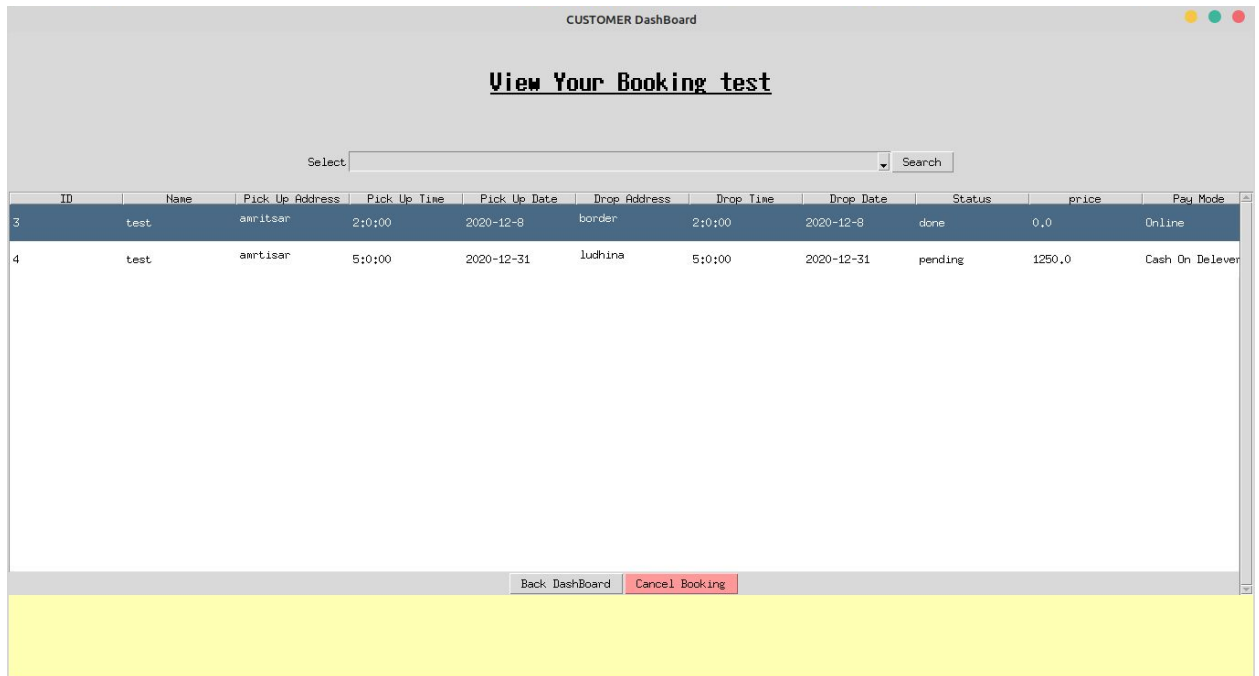 CUSTOMER DashBoard
View Your Booking test
Select Search
ID Name Pick Up Address Pick Up Time Pick Up Date Drop Address Drop Time Drop Date Status price Pay Mode
3 test amritsar 2:0:00 2020-12-8 border 2:0:00 2020-12-8 done 0.0 Online
4 test amrtisar 5:0:00 2020-12-31 ludhina 5:0:00 2020-12-31 pending 1250.0 Cash On Delever
Back DashBoard Cancel Booking